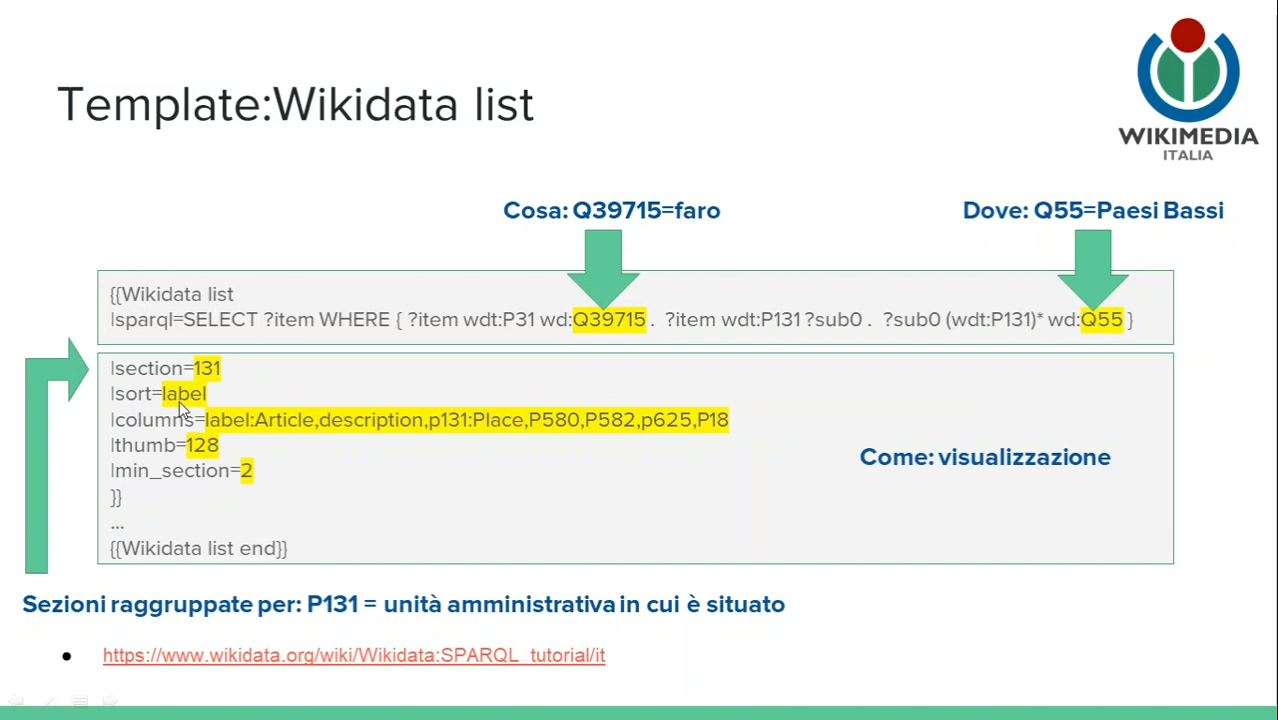 Template:Wikidata list
WIKIMEDIA
ITALIA
Cosa: Q39715=faro
Dove: Q55=Paesi Bassi
{{Wikidata list
|sparql=SELECT ?item WHERE { ?item wdt:P31 wd:Q39715 . ?item wdt:P131 ?sub0 . ?sub0 (wdt:P131)* wd:Q55 }
|section=131
|sort=label
|columns=label:Article,description,p131:Place,P580,P582,p625,P18
|thumb=128
|min_section=2
}}
...
{{Wikidata list end}}
Come: visualizzazione
Sezioni raggruppate per: P131 = unità amministrativa in cui è situato
• https://www.wikidata.org/wiki/Wikidata:SPARQL_tutorial/it